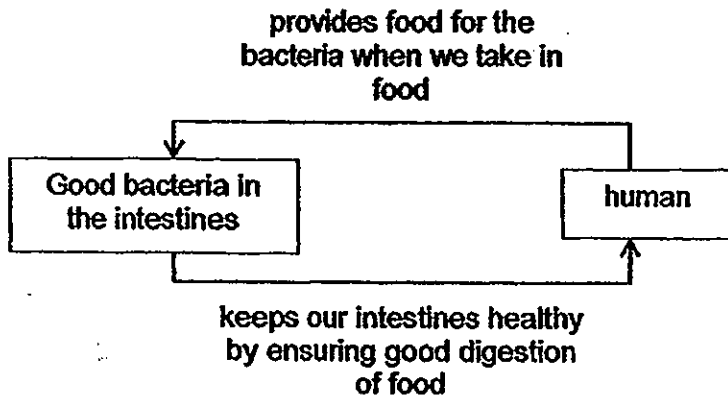 provides food for the
bacteria when we take in
food
Good bacteria in
the intestines
human
keeps our intestines healthy
by ensuring good digestion
of food